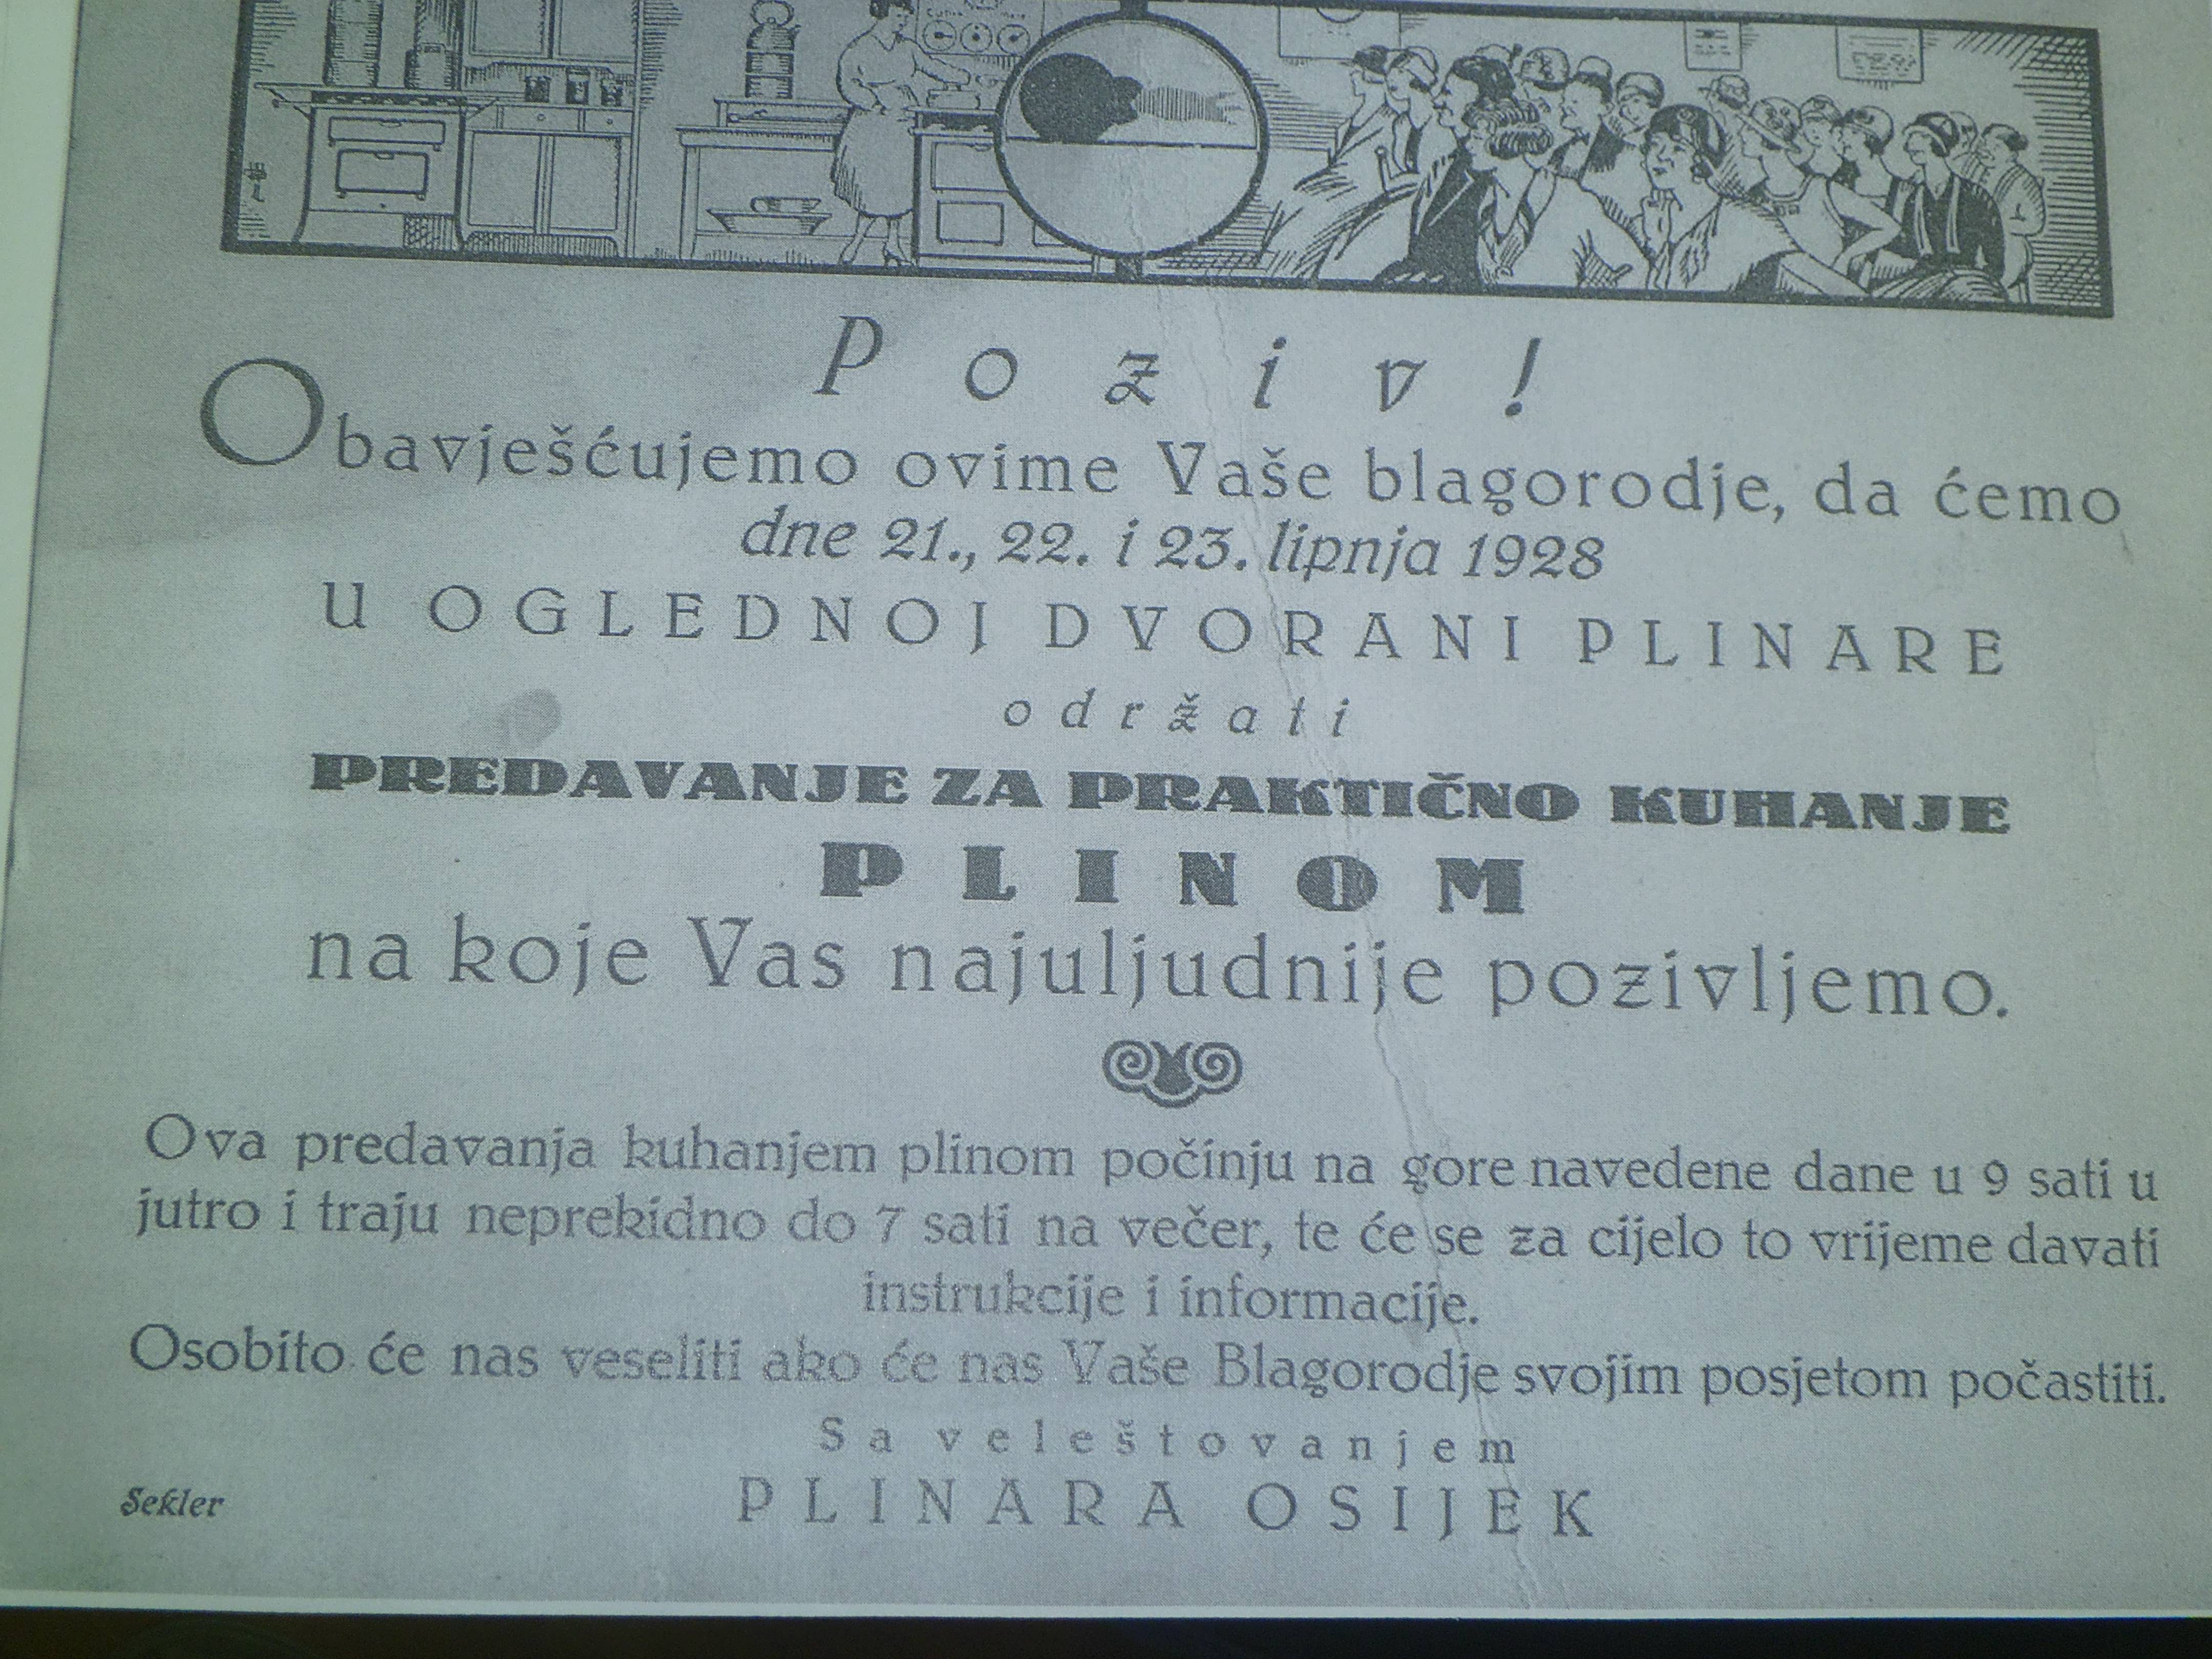 Poziv!
Obavješćujemo ovime Vaše blagorodje, da ćemo
dne 21., 22. i 23. lipnja 1928
U OGLEDNOJ DVORANI PLINARE
održati
PREDAVANJE ZA PRAKTIČNO KUHANJE
PLINOM
na koje Vas najuljudnije pozivljemo.
Ova predavanja kuhanjem plinom počinju na gore navedene dane u 9 sati u
jutro i traju neprekidno do 7 sati na večer, te će se za cijelo to vrijeme davati
instrukcije i informacije.
Osobito će nas veseliti ako će nas Vaše Blagorodje svojim posjetom počastiti.
Sa veleštovanjem
PLINARA OSIJEK
Sekler